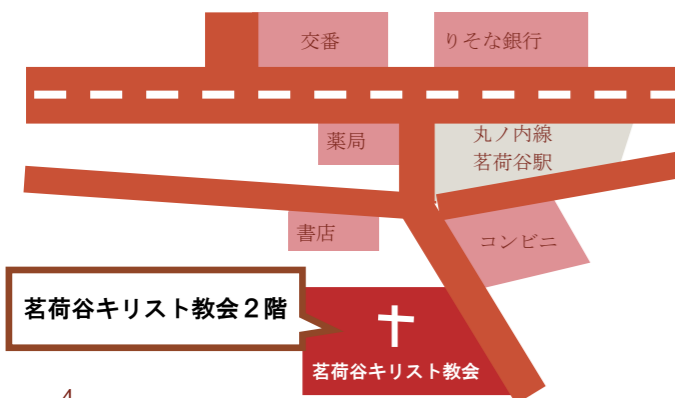 交番
りそな銀行
薬局
丸ノ内線
茗荷谷駅
書店
コンビニ
茗荷谷キリスト教会２階
茗荷谷キリスト教会
4